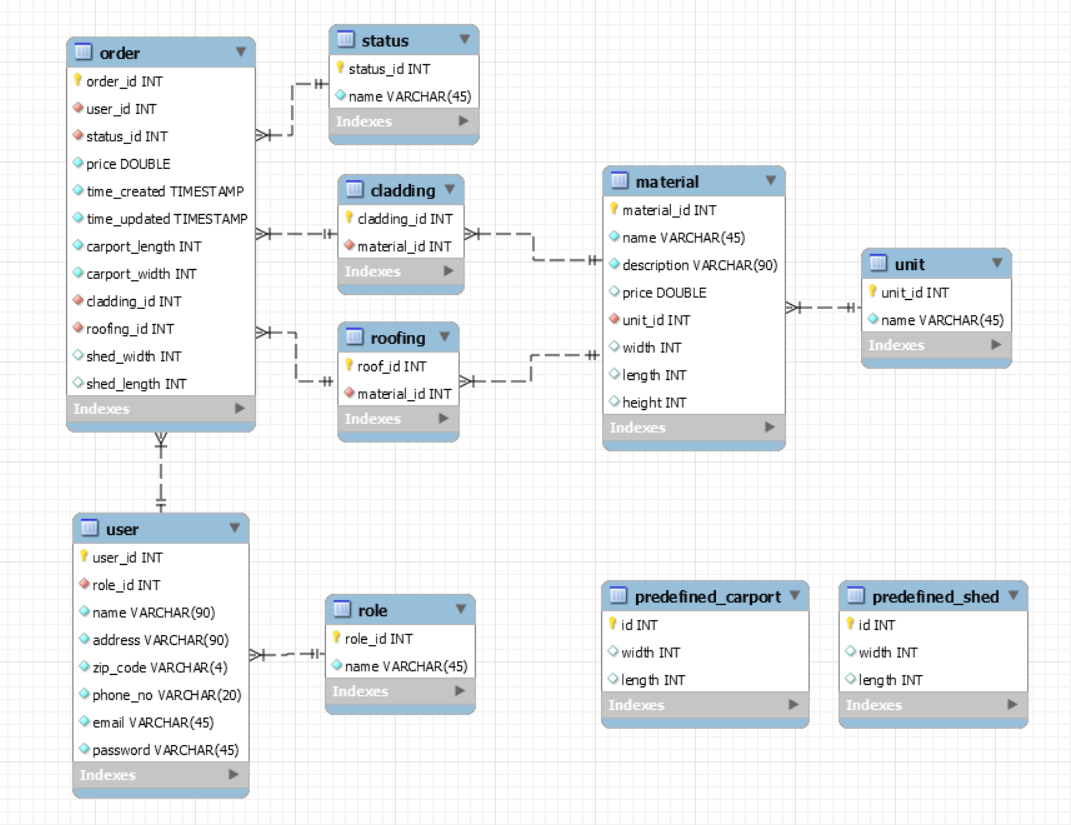 order
order_id INT
user_id INT
status_id INT
price DOUBLE
time_created TIMESTAMP
time_updated TIMESTAMP
carport_length INT
carport_width INT
cladding_id INT
roofing_id INT
shed_width INT
shed_length INT
Indexes
status
status_id INT
name VARCHAR(45)
Indexes
cladding
cladding_id INT
material_id INT
Indexes
roofing
roof_id INT
material_id INT
Indexes
material
material_id INT
name VARCHAR(45)
description VARCHAR(90)
price DOUBLE
unit_id INT
width INT
length INT
height INT
Indexes
unit
unit_id INT
name VARCHAR(45)
Indexes
user
user_id INT
role_id INT
name VARCHAR(90)
address VARCHAR(90)
zip_code VARCHAR(4)
phone_no VARCHAR(20)
email VARCHAR(45)
password VARCHAR(45)
Indexes
role
role_id INT
name VARCHAR(45)
Indexes
predefined_carport
id INT
width INT
length INT
Indexes
predefined_shed
id INT
width INT
length INT
Indexes